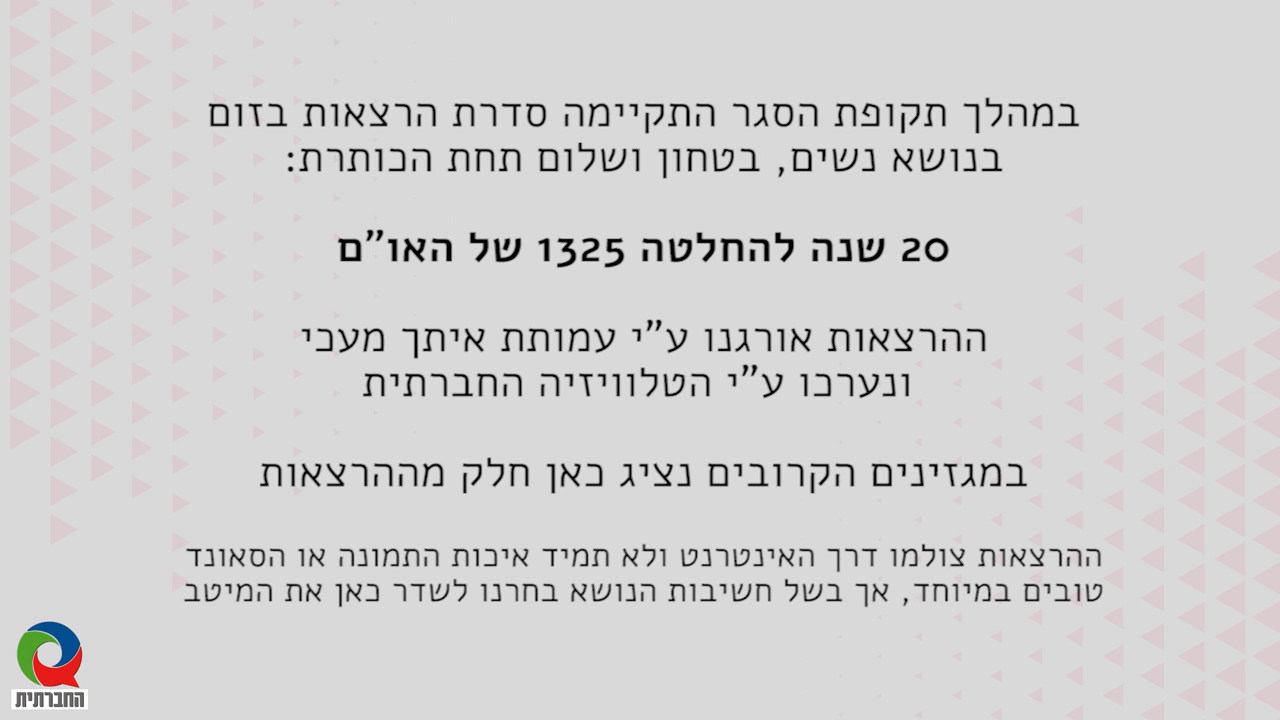 במהלך תקופת הסגר התקיימה סדרת הרצאות בזום
בנושא נשים, בטחון ושלום תחת הכותרת:
20 שנה להחלטה 1325 של האו"ם
ההרצאות אורגנו ע"י עמותת איתך מעכי
ונערכו ע"י הטלוויזיה החברתית
במגזינים הקרובים נציג כאן חלק מההרצאות
ההרצאות צולמו דרך האינטרנט ולא תמיד איכות התמונה או הסאונד
טובים במיוחד, אך בשל חשיבות הנושא בחרנו לשדר כאן את המיטב
החברתית